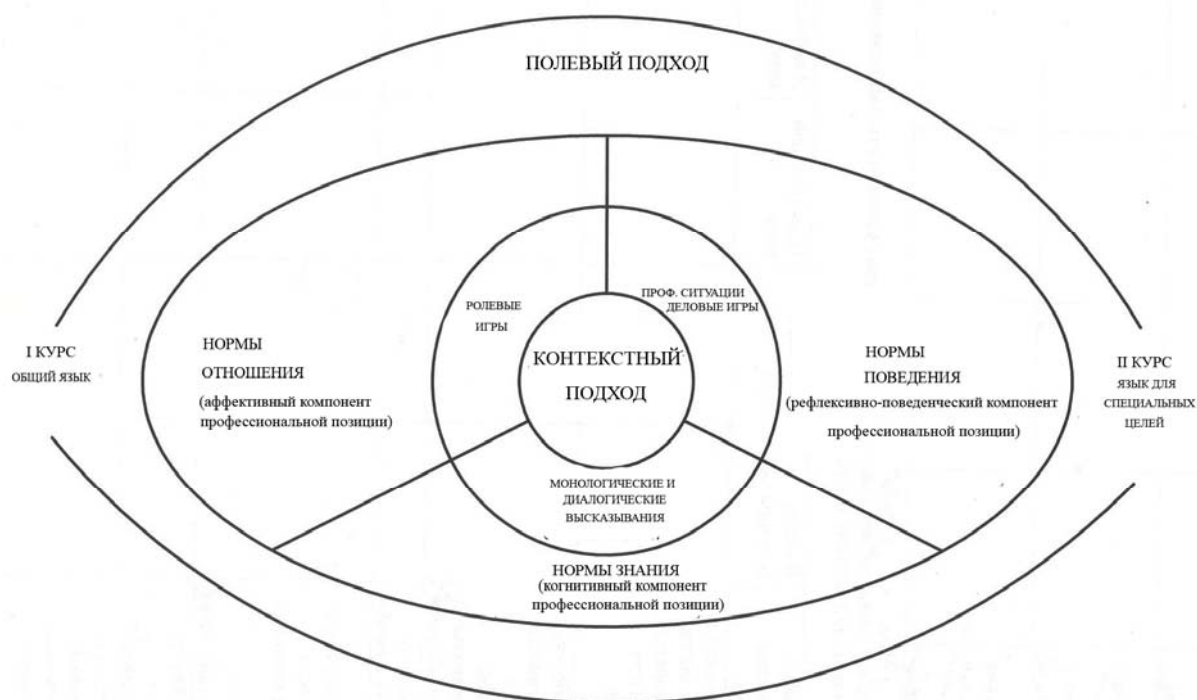 ПОЛЕВЫЙ ПОДХОД
РОЛЕВЫЕ
ИГРЫ
ПРОФ. СИТУАЦИИ
ДЕЛОВЫЕ ИГРЫ
КОНТЕКСТНЫЙ
ПОДХОД
I КУРС
ОБЩИЙ ЯЗЫК
НОРМЫ
ОТНОШЕНИЯ
(аффективный компонент
профессиональной позиции)
НОРМЫ
ПОВЕДЕНИЯ
(рефлексивно-поведенческий компонент
профессиональной позиции)
II КУРС
ЯЗЫК ДЛЯ
СПЕЦИАЛЬНЫХ
ЦЕЛЕЙ
МОНОЛОГИЧЕСКИЕ И
ДИАЛОГИЧЕСКИЕ
ВЫСКАЗЫВАНИЯ
НОРМЫ ЗНАНИЯ
(когнитивный компонент
профессиональной позиции)